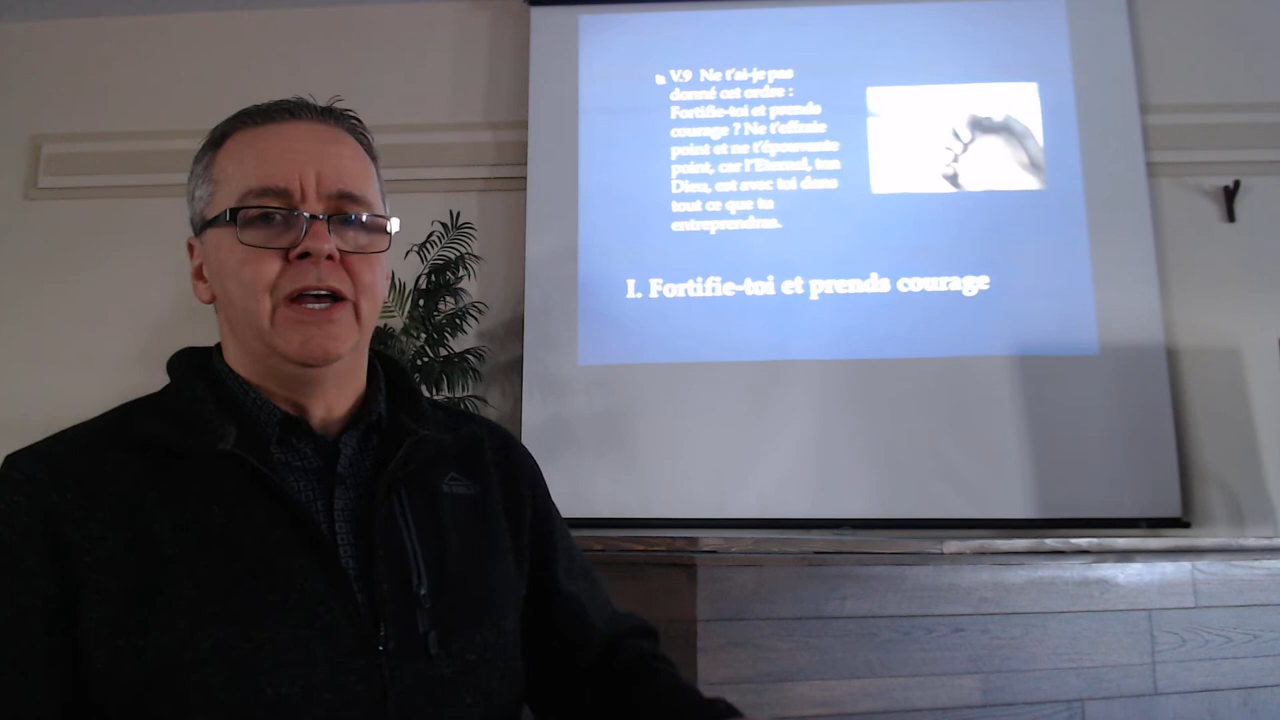 V.9 Ne t'ai-je pas
donné cet ordre :
Fortifie-toi et prends
courage ? Ne t'effraie
point et ne t'épouvante
point, car l'Eternel, ton
Dieu, est avec toi dans
tout ce que tu
entreprendras.
I. Fortifie-toi et prends courage